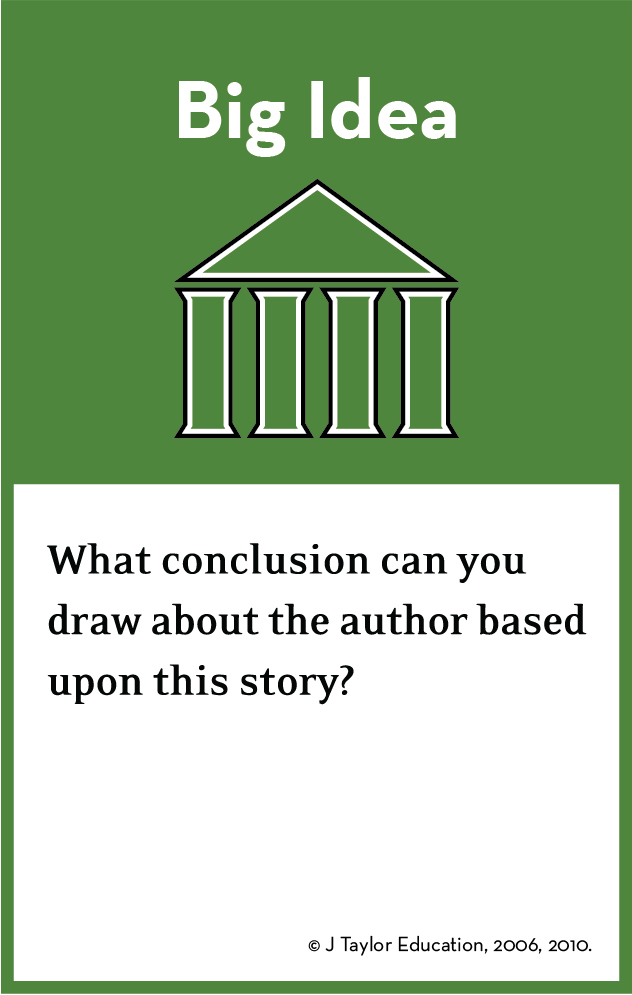 Big Idea
What conclusion can you
draw about the author based
upon this story?
© J Taylor Education, 2006, 2010.